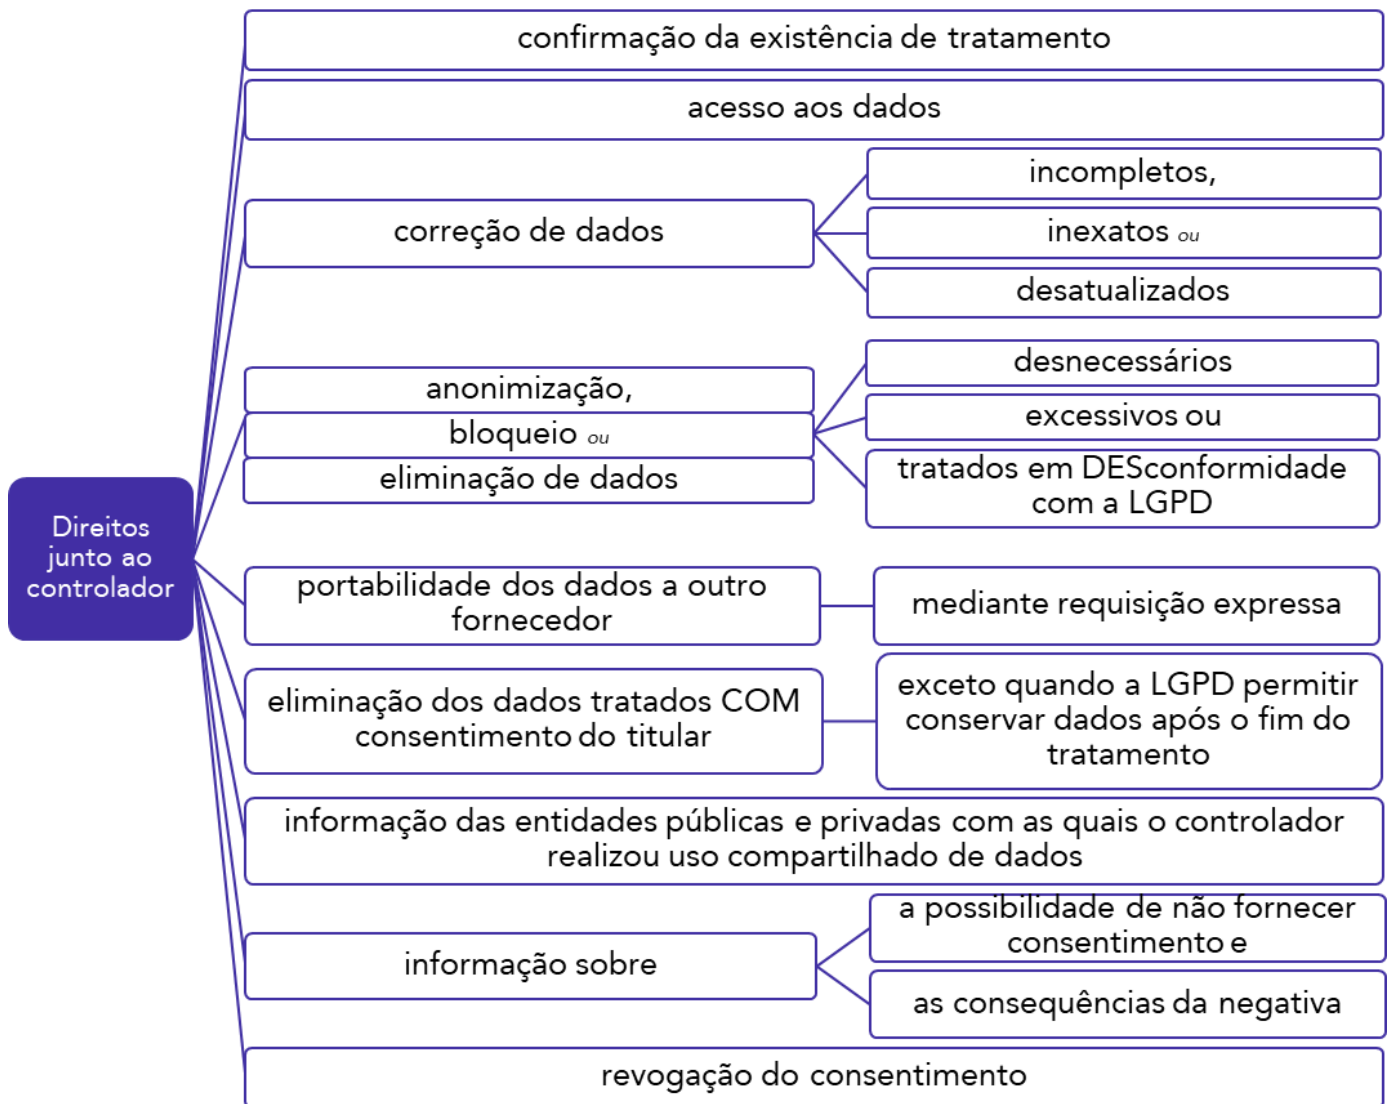 confirmação da existência de tratamento
acesso aos dados
correção de dados
incompletos,
inexatos ou
desatualizados
anonimização,
bloqueio ou
eliminação de dados
desnecessários
excessivos ou
tratados em DESconformidade
com a LGPD
Direitos
junto ao
controlador
portabilidade dos dados a outro
fornecedor
mediante requisição expressa
eliminação dos dados tratados COM
consentimento do titular
exceto quando a LGPD permitir
conservar dados após o fim do
tratamento
informação das entidades públicas e privadas com as quais o controlador
realizou uso compartilhado de dados
informação sobre
a possibilidade de não fornecer
consentimento e
as consequências da negativa
revogação do consentimento